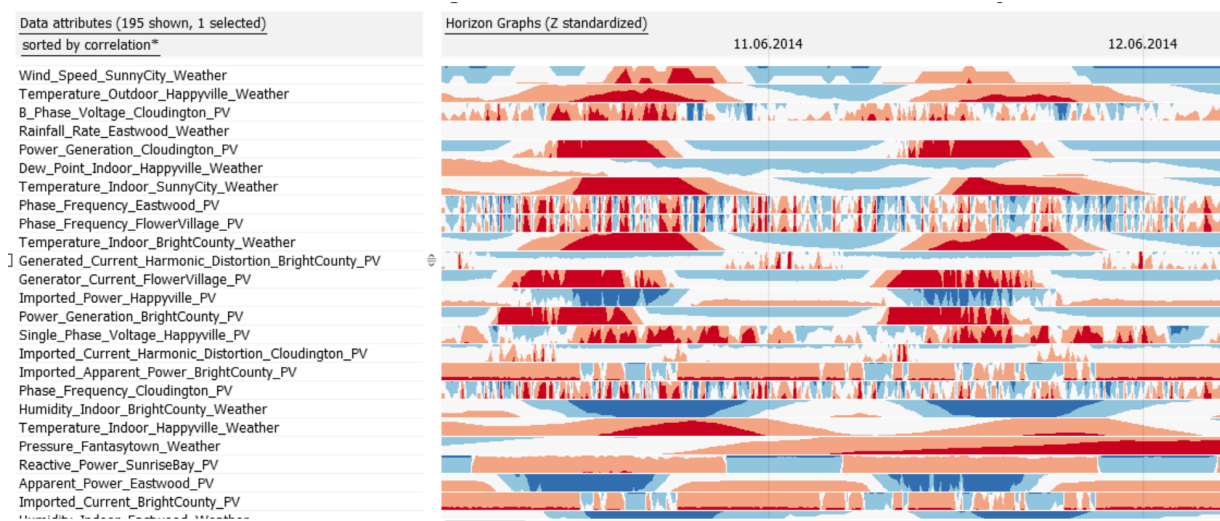 Data attributes (195 shown, 1 selected)
sorted by correlation*
Horizon Graphs (Z standardized)
11.06.2014 12.06.2014
Wind_Speed_SunnyCity_Weather
Temperature_Outdoor_Happyville_Weather
B_Phase_Voltage_Cloudington_PV
Rainfall_Rate_Eastwood_Weather
Power_Generation_Cloudington_PV
Dew_Point_Indoor_Happyville_Weather
Temperature_Indoor_SunnyCity_Weather
Phase_Frequency_Eastwood_PV
Phase_Frequency_FlowerVillage_PV
Temperature_Indoor_BrightCounty_Weather
Generated_Current_Harmonic_Distortion_BrightCounty_PV
Generator_Current_FlowerVillage_PV
Imported_Power_Happyville_PV
Power_Generation_BrightCounty_PV
Single_Phase_Voltage_Happyville_PV
Imported_Current_Harmonic_Distortion_Cloudington_PV
Imported_Apparent_Power_BrightCounty_PV
Phase_Frequency_Cloudington_PV
Humidity_Indoor_BrightCounty_Weather
Temperature_Indoor_Happyville_Weather
Pressure_Fantasytown_Weather
Reactive_Power_SunriseBay_PV
Apparent_Power_Eastwood_PV
Imported_Current_BrightCounty_PV
Humidity_Indoor_Eastwood_Weather